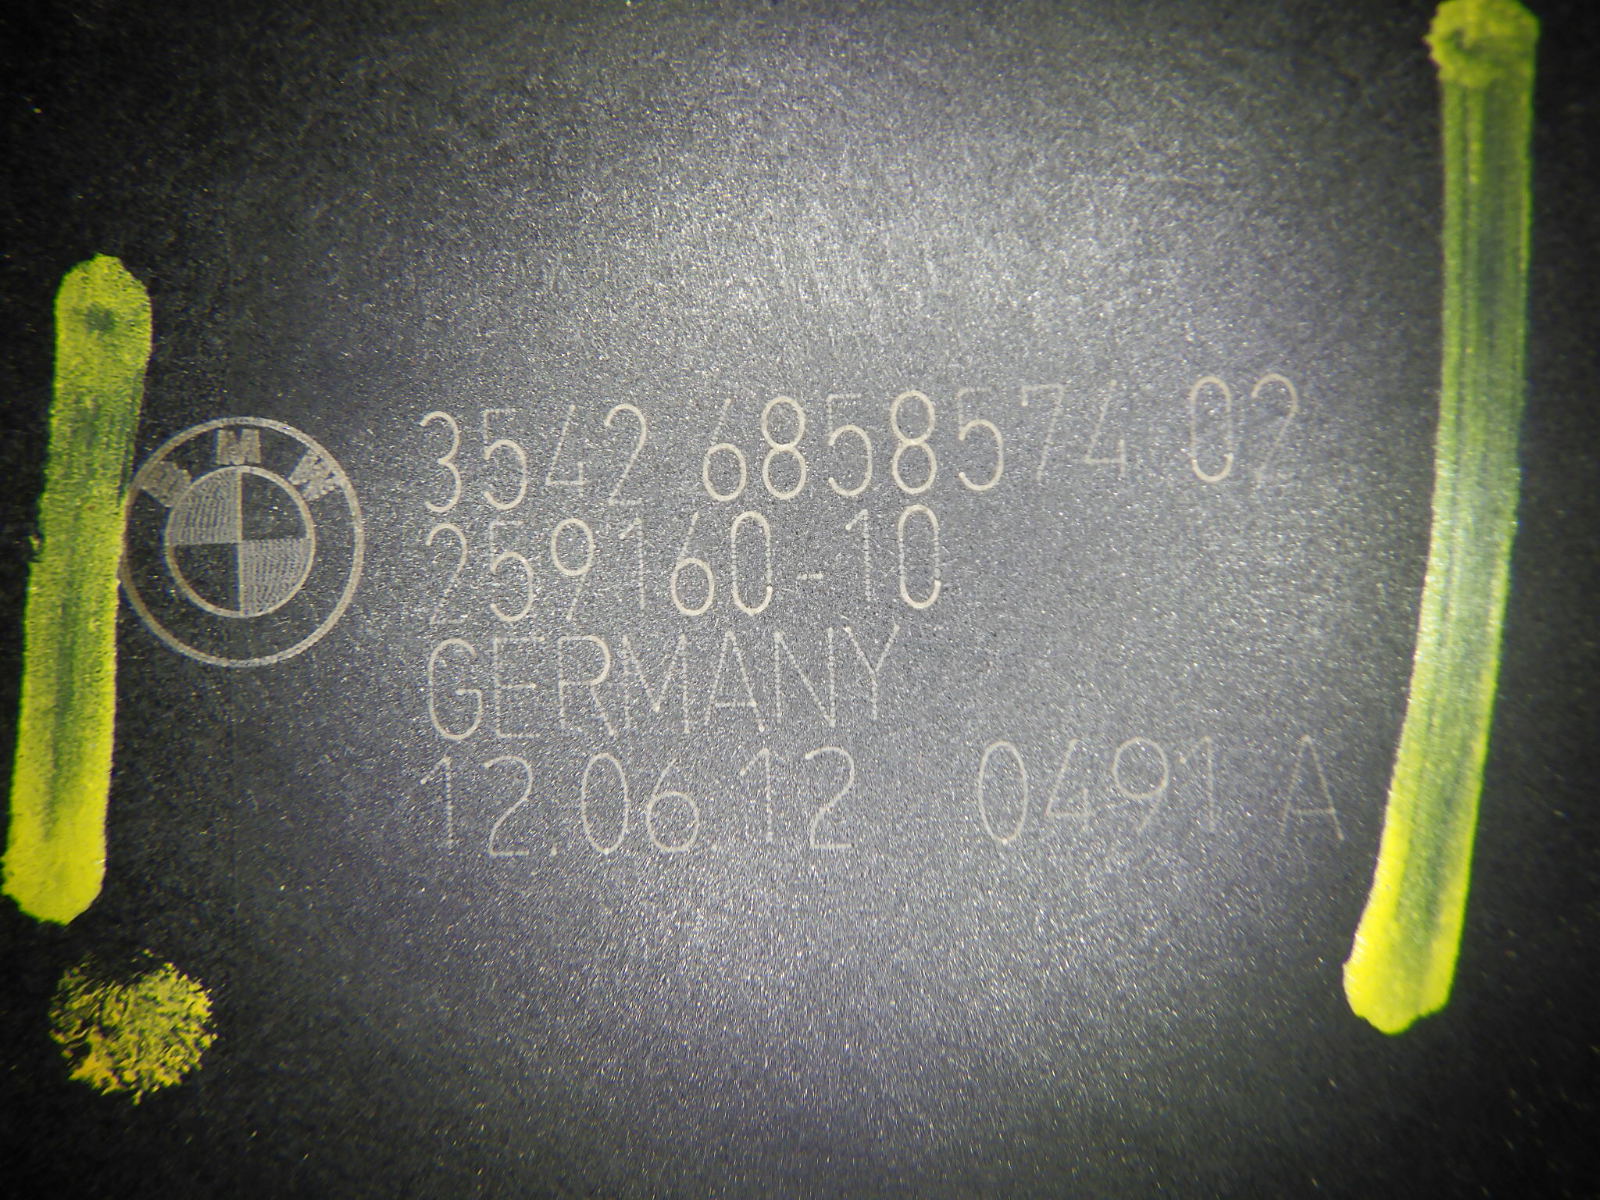 BMW
3542 6858574 02
259160-10
GERMANY
12.06.12 0491 A